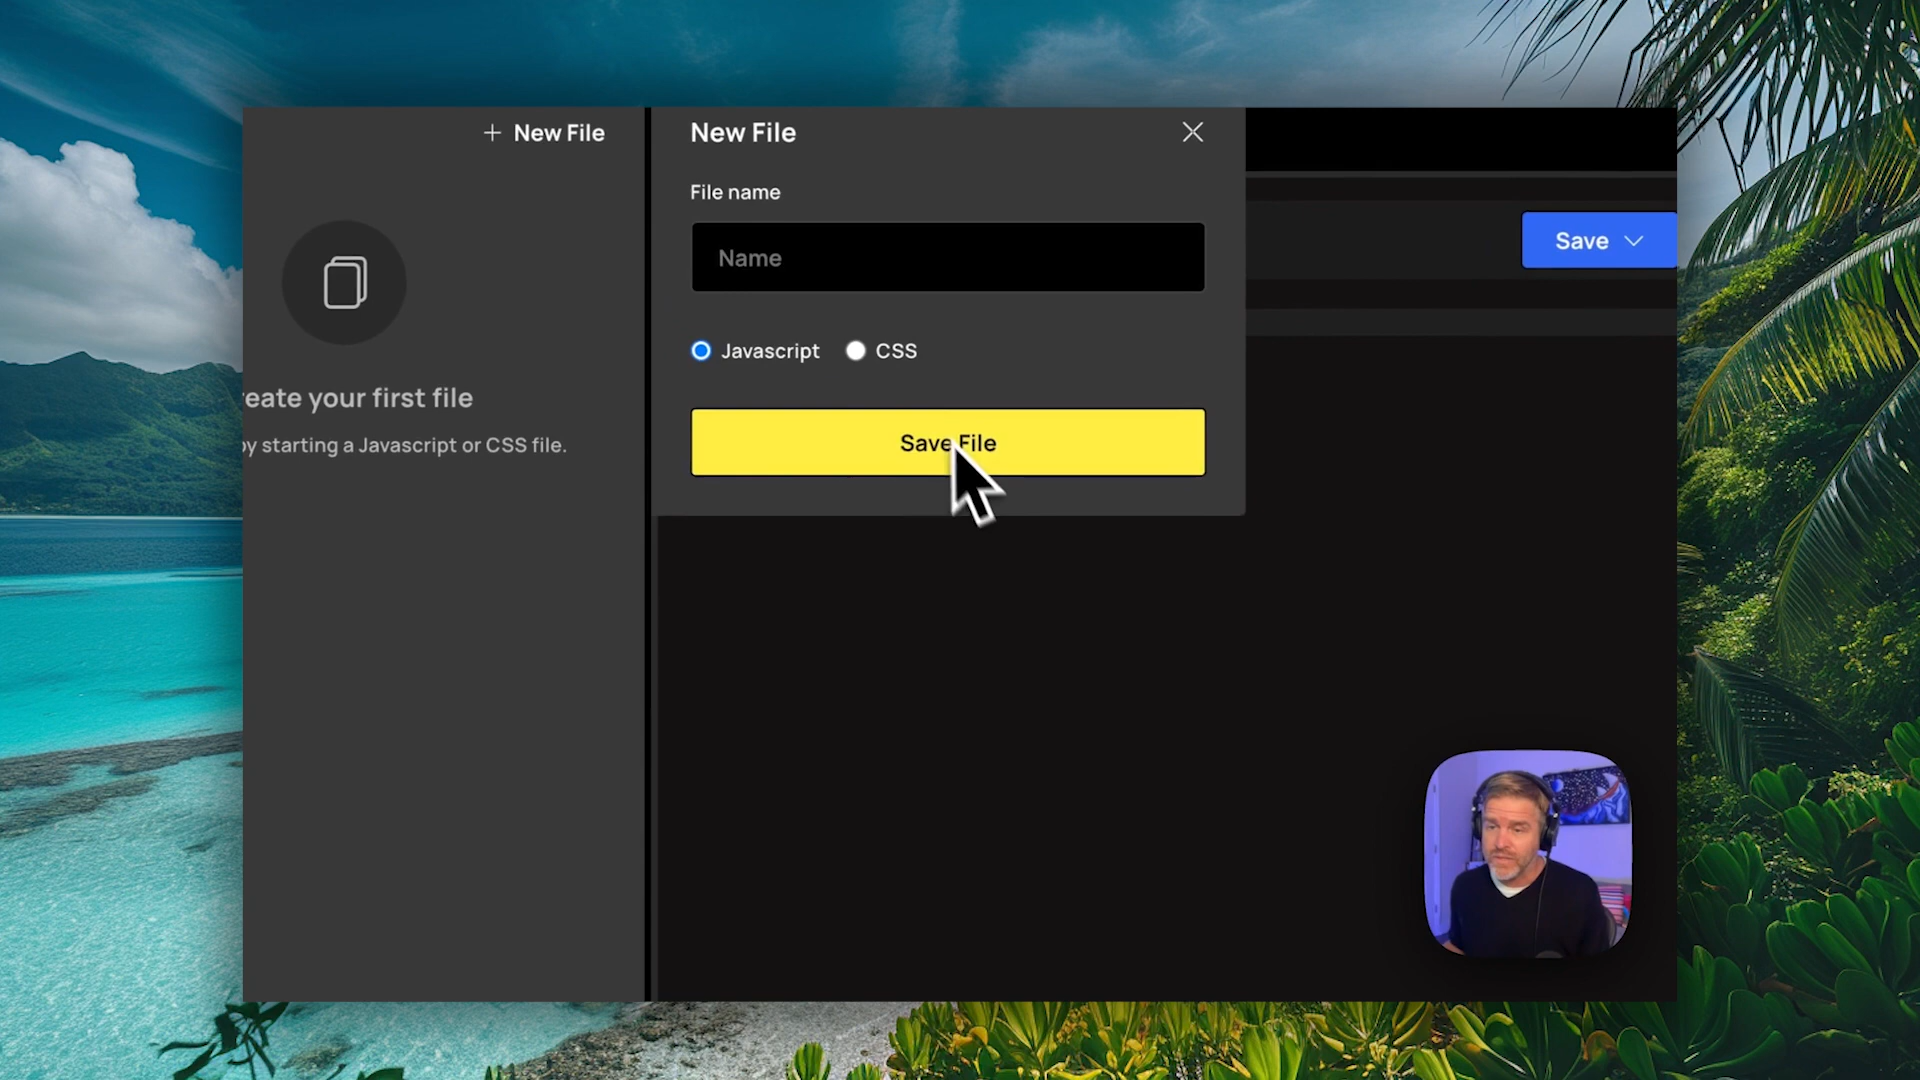 New File
New File
File name
Name
Javascript
CSS
Save File
Save
eate your first file
by starting a Javascript or CSS file.